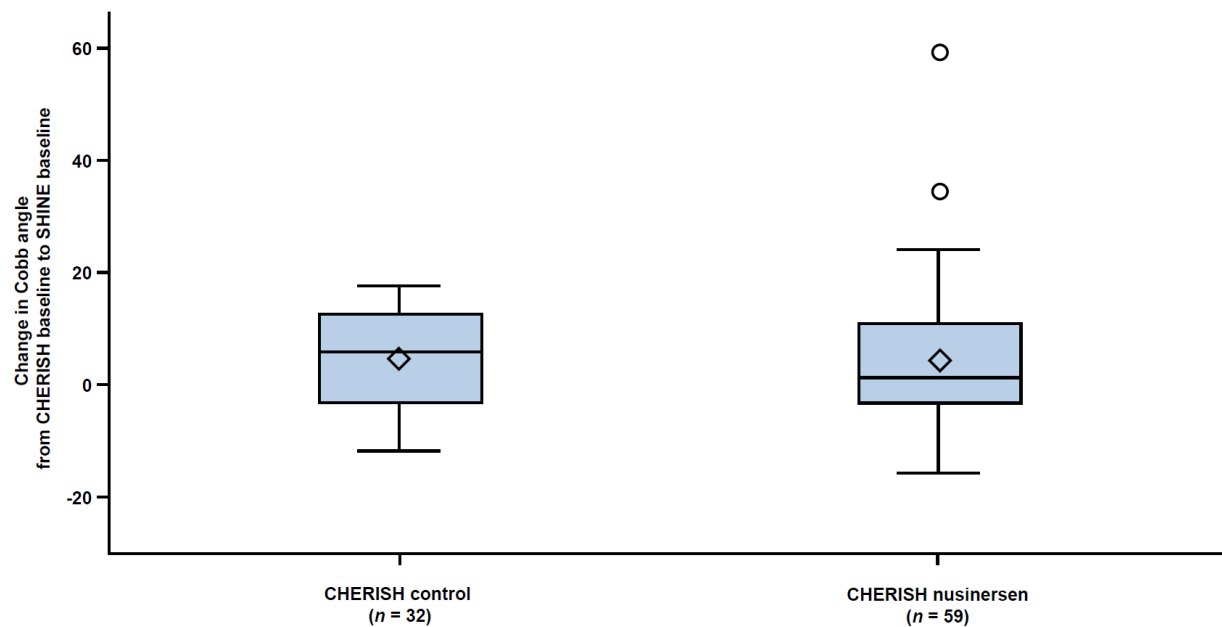 Change in Cobb angle
from CHERISH baseline to SHINE baseline
60
40
20
0
-20
CHERISH control
(n = 32)
CHERISH nusinersen
(n = 59)